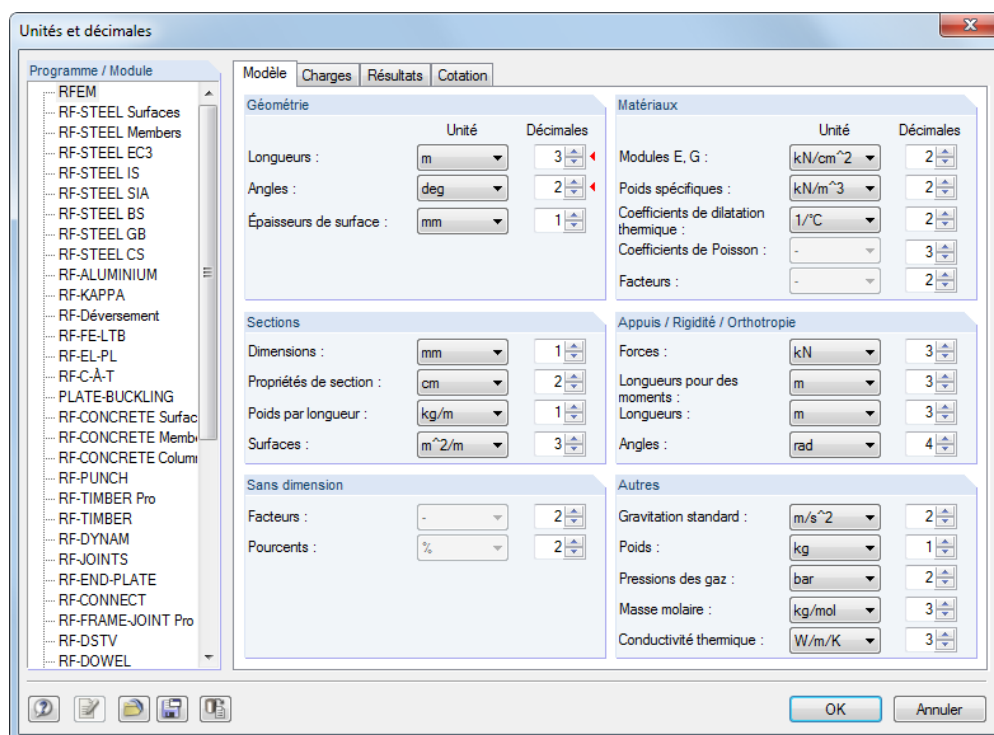 Unités et décimales
Programme / Module
RFEM
RF-STEEL Surfaces
RF-STEEL Members
RF-STEEL EC3
RF-STEEL IS
RF-STEEL SIA
RF-STEEL BS
RF-STEEL GB
RF-STEEL CS
RF-ALUMINIUM
RF-KAPPA
RF-Déversement
RF-FE-LTB
RF-EL-PL
RF-C-À-T
PLATE-BUCKLING
RF-CONCRETE Surfac
RF-CONCRETE Memb
RF-CONCRETE Column
RF-PUNCH
RF-TIMBER Pro
RF-TIMBER
RF-DYNAM
RF-JOINTS
RF-END-PLATE
RF-CONNECT
RF-FRAME-JOINT Pro
RF-DSTV
RF-DOWEL
Modèle Charges Résultats Cotation
Géométrie
Unité Décimales
Longueurs : m 3
Angles : deg 2
Épaisseurs de surface : mm 1
Matériaux
Unité Décimales
Modules E, G : kN/cm^2 2
Poids spécifiques : kN/m^3 2
Coefficients de dilatation
thermique : 1/°C 2
Coefficients de Poisson : - 3
Facteurs : - 2
Sections
Dimensions : mm 1
Propriétés de section : cm 2
Poids par longueur : kg/m 1
Surfaces : m^2/m 3
Appuis / Rigidité / Orthotropie
Forces : kN 3
Longueurs pour des
moments : m 3
Longueurs : m 3
Angles : rad 4
Sans dimension
Facteurs : - 2
Pourcents : % 2
Autres
Gravitation standard : m/s^2 2
Poids : kg 1
Pressions des gaz : bar 2
Masse molaire : kg/mol 3
Conductivité thermique : W/m/K 3
OK Annuler